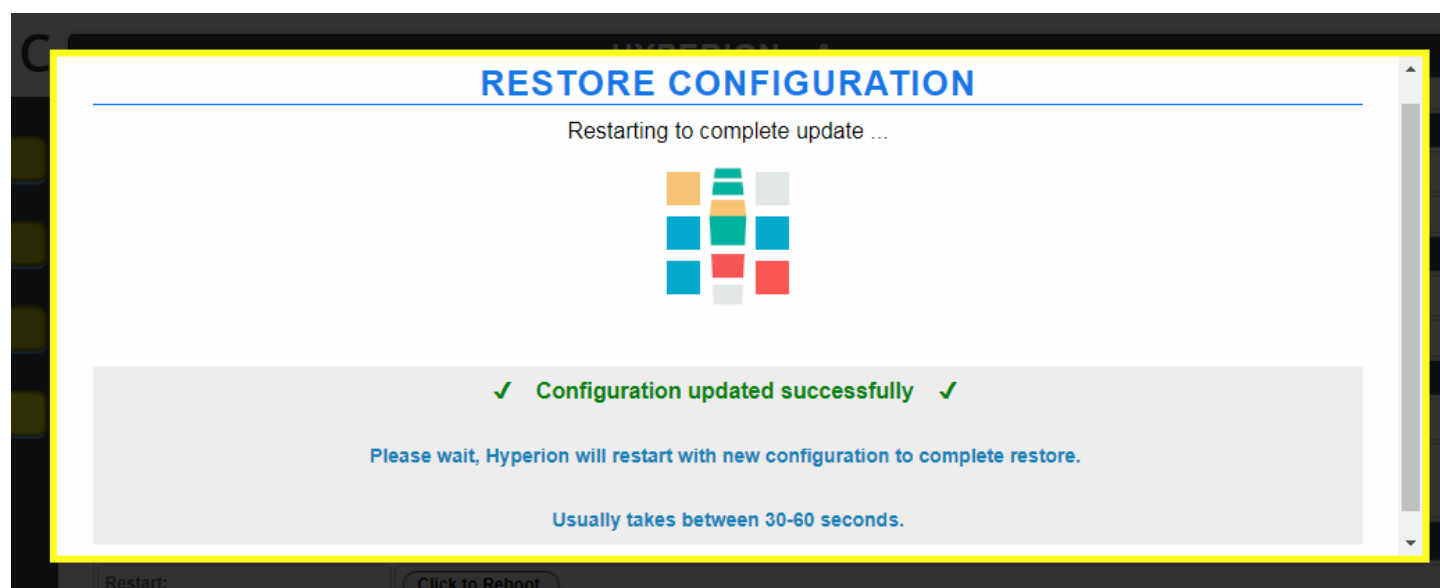 C
RESTORE CONFIGURATION
Restarting to complete update ...
✓ Configuration updated successfully ✓
Please wait, Hyperion will restart with new configuration to complete restore.
Usually takes between 30-60 seconds.
Restart:
Click to Reboot